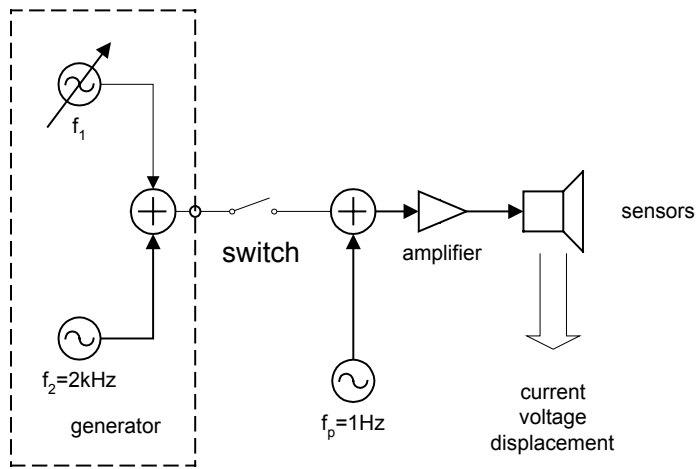 f₁
switch
amplifier
sensors
f₂=2kHz
generator
fₚ=1Hz
current
voltage
displacement